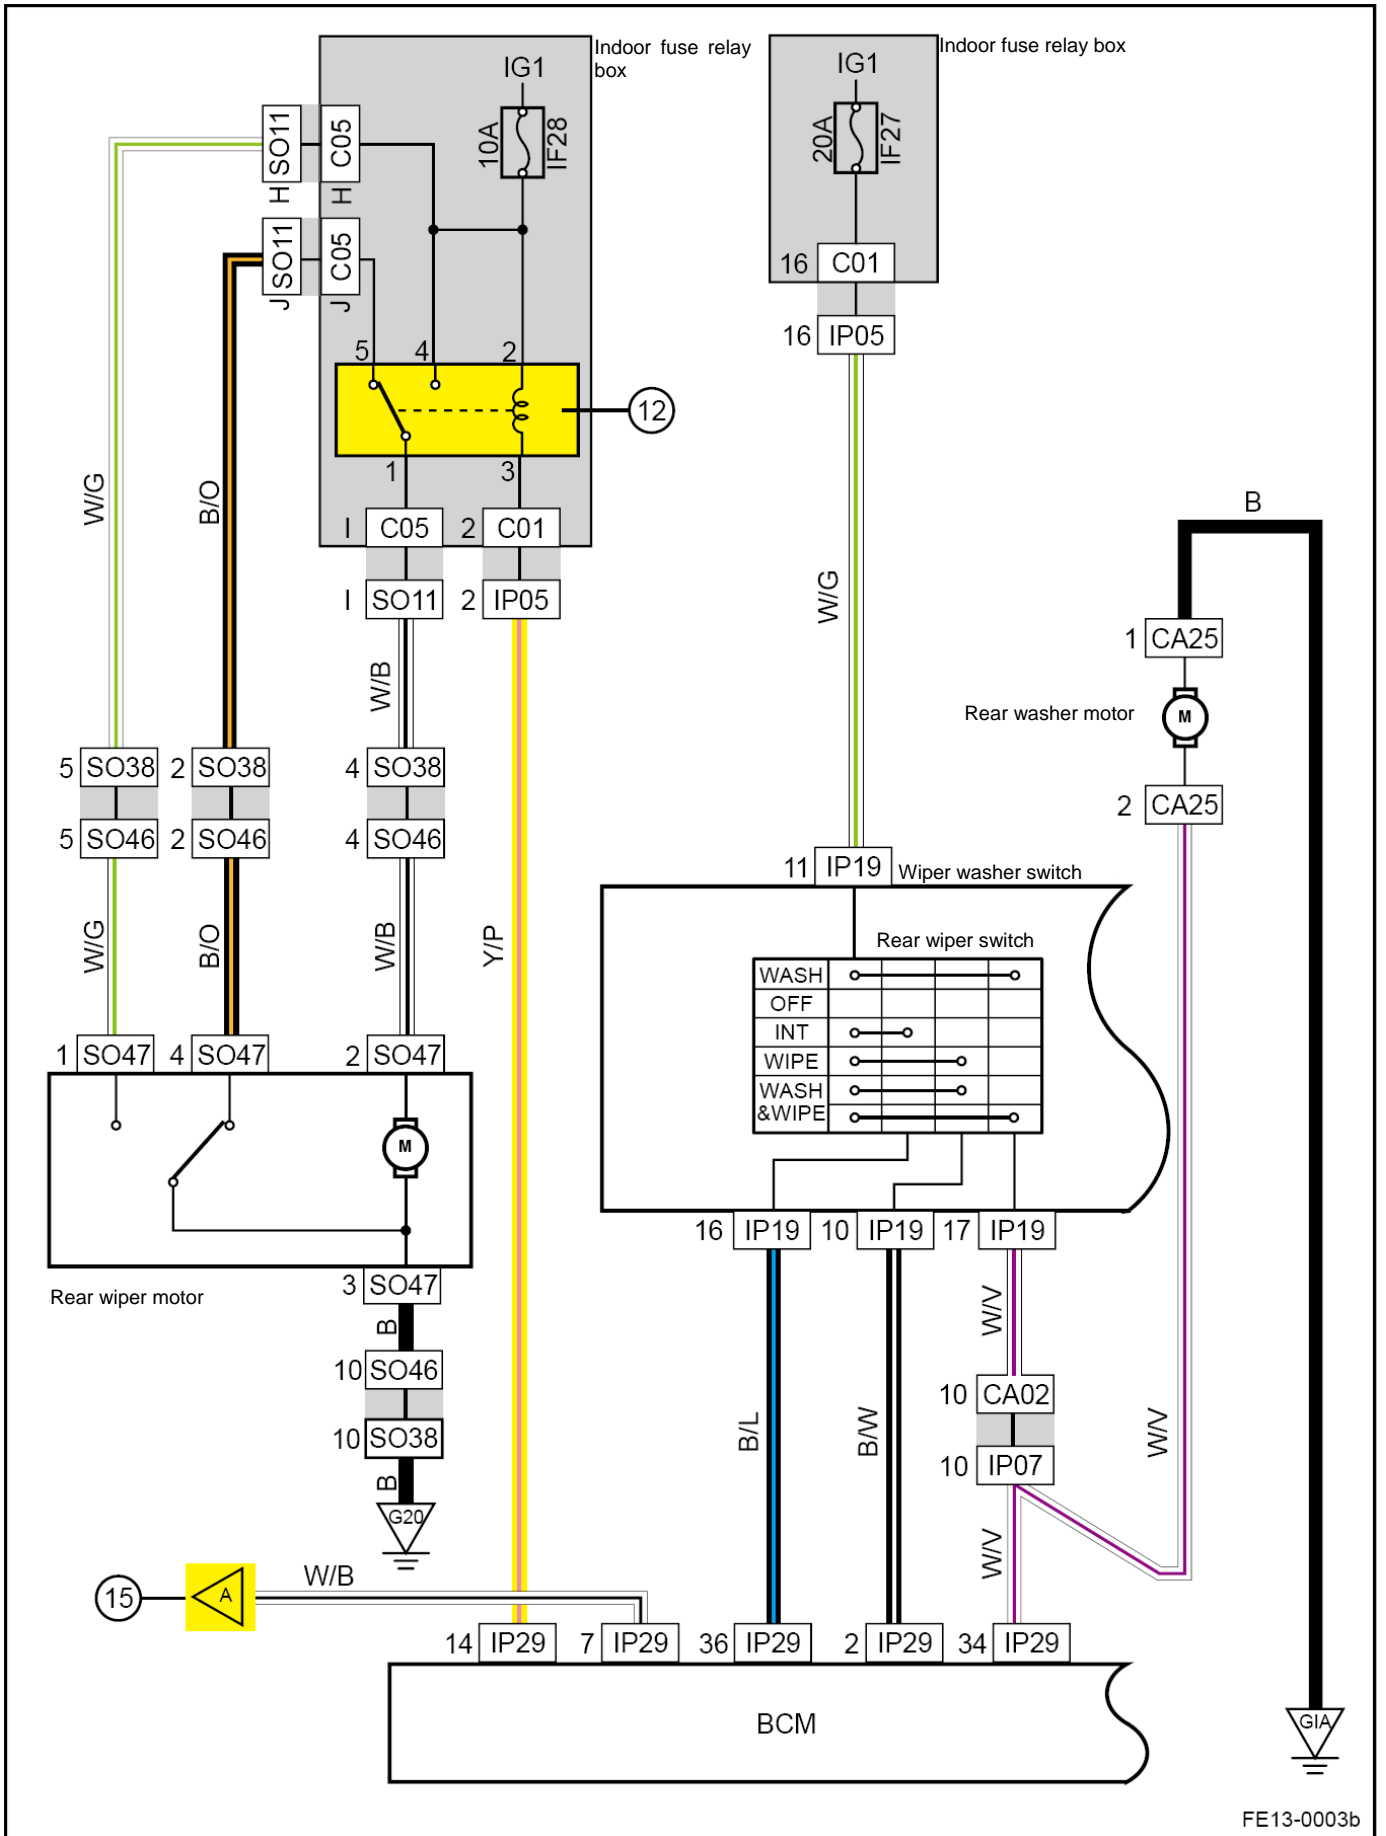 Indoor fuse relay
box
IG1
10A
IF28
Indoor fuse relay box
IG1
20A
IF27
SO11
C05
H
H
SO11
C05
J
J
16 C01
16 IP05
5
4
2
12
1
3
I C05
2 C01
I SO11
2 IP05
W/G
B/O
W/B
W/G
B
1 CA25
Rear washer motor
M
2 CA25
5 SO38
2 SO38
4 SO38
5 SO46
2 SO46
4 SO46
11 IP19
Wiper washer switch
W/G
B/O
W/B
Y/P
Rear wiper switch
WASH
OFF
INT
WIPE
WASH
&WIPE
1 SO47
4 SO47
2 SO47
M
16 IP19
10 IP19
17 IP19
3 SO47
Rear wiper motor
B
10 SO46
10 SO38
B
G20
B/L
B/W
W/V
10 CA02
10 IP07
W/V
W/V
15
A
W/B
14 IP29
7 IP29
36 IP29
2 IP29
34 IP29
BCM
GIA
FE13-0003b